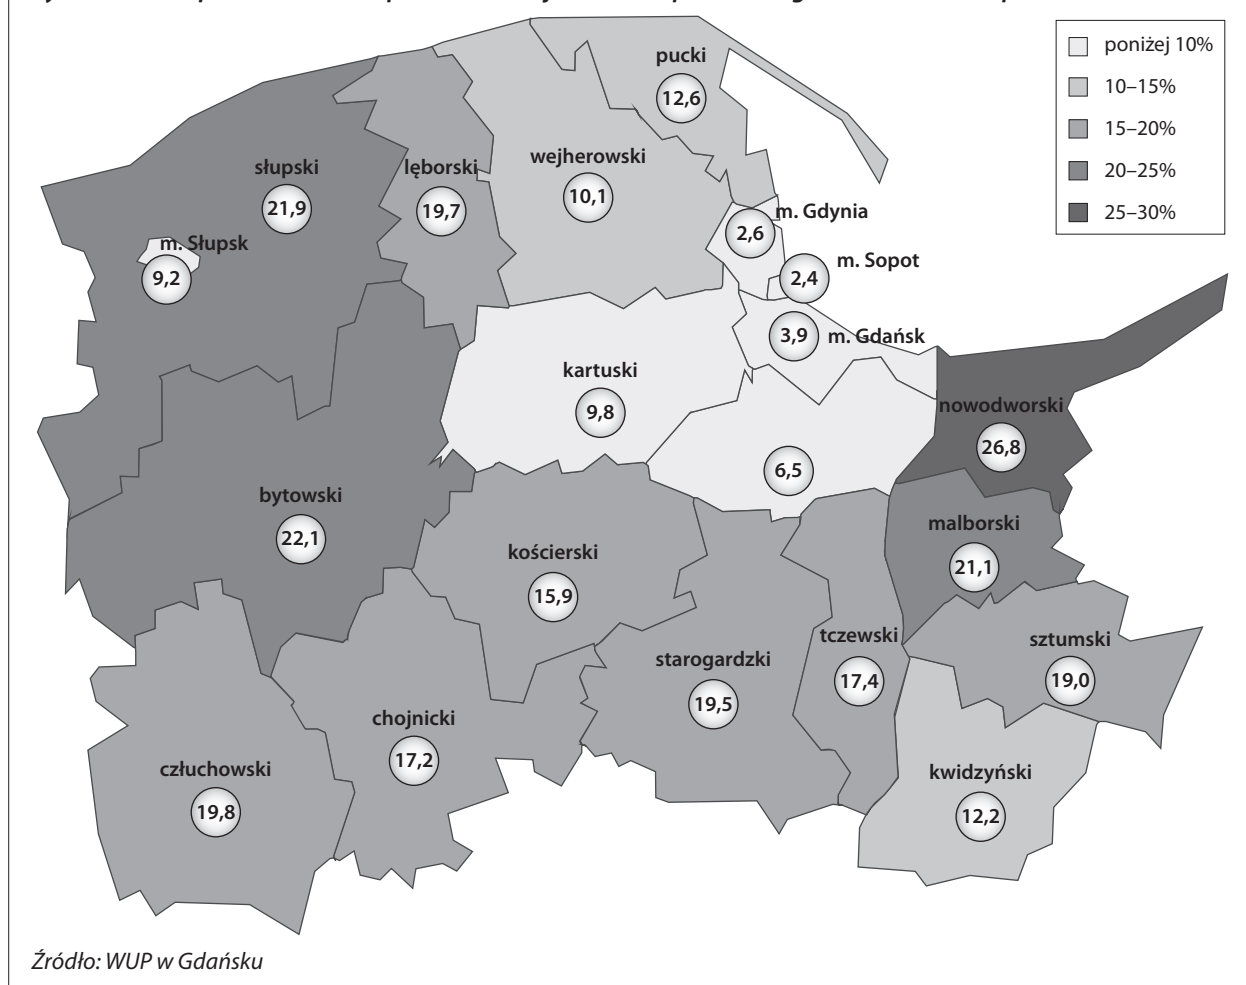 poniżej 10%
10–15%
15–20%
20–25%
25–30%
pucki
12,6
wejherowski
10,1
słupski
21,9
lęborski
19,7
m. Gdynia
2,6
m. Słupsk
9,2
m. Sopot
2,4
m. Gdańsk
3,9
kartuski
9,8
nowodworski
26,8
6,5
bytowski
22,1
malborski
21,1
kościerski
15,9
tczewski
17,4
sztumski
19,0
starogardzki
19,5
chojnicki
17,2
człuchowski
19,8
kwidzyński
12,2
Źródło: WUP w Gdańsku